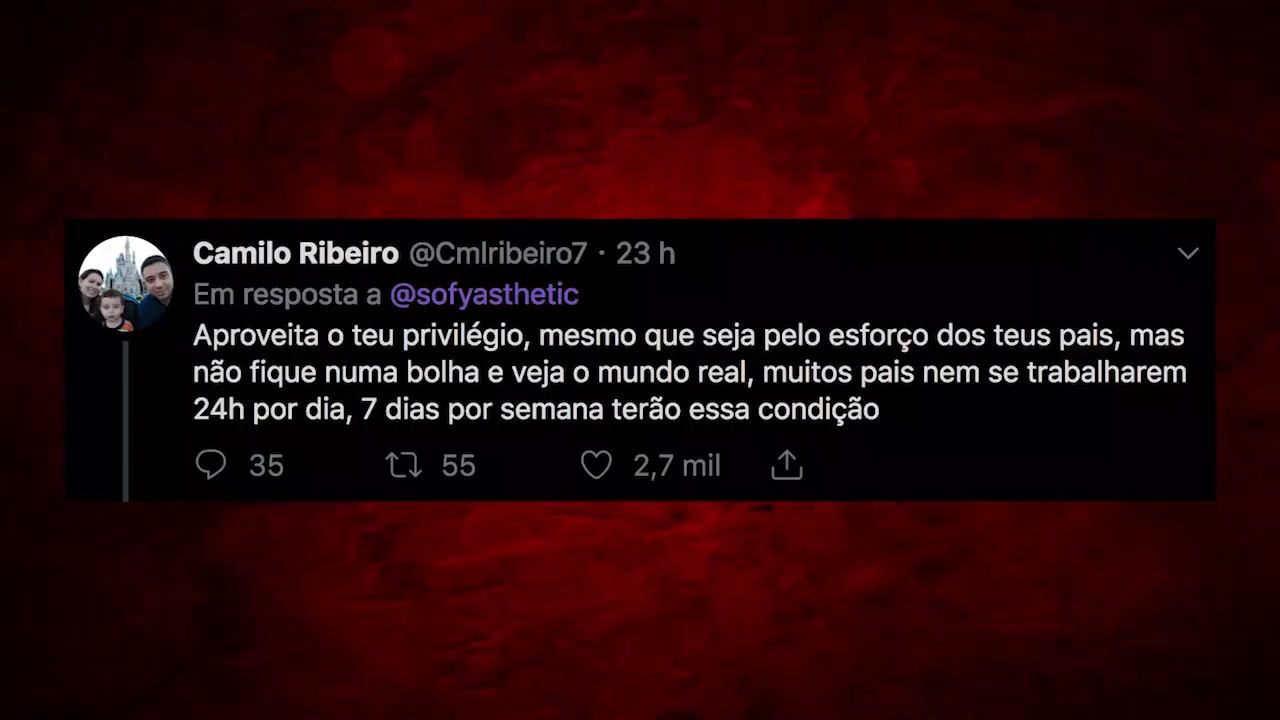 Camilo Ribeiro @Cmlribeiro7 · 23 h
Em resposta a @sofyasthetic
Aproveita o teu privilégio, mesmo que seja pelo esforço dos teus pais, mas
não fique numa bolha e veja o mundo real, muitos pais nem se trabalharem
24h por dia, 7 dias por semana terão essa condição
35 55 2,7 mil